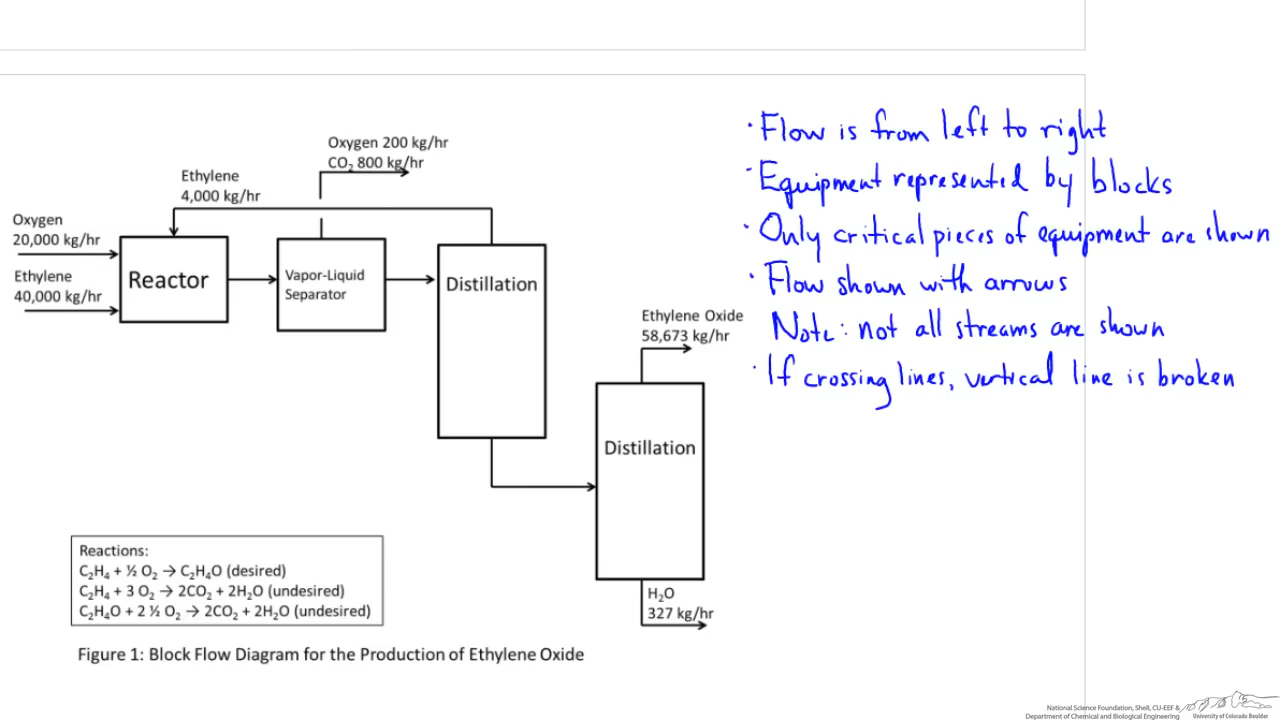 Oxygen 200 kg/hr
CO₂ 800 kg/hr
Ethylene
4,000 kg/hr
Oxygen
20,000 kg/hr
Ethylene
40,000 kg/hr
Reactor
Vapor-Liquid
Separator
Distillation
Ethylene Oxide
58,673 kg/hr
Distillation
H₂O
327 kg/hr
Reactions:
C₂H₄ + ½ O₂ → C₂H₄O (desired)
C₂H₄ + 3 O₂ → 2CO₂ + 2H₂O (undesired)
C₂H₄O + 2 ½ O₂ → 2CO₂ + 2H₂O (undesired)
Figure 1: Block Flow Diagram for the Production of Ethylene Oxide
· Flow is from left to right
· Equipment represented by blocks
· Only critical pieces of equipment are shown
· Flow shown with arrows
Note: not all streams are shown
· If crossing lines, vertical line is broken
National Science Foundation, Shell, CU-EEF &
Department of Chemical and Biological Engineering
University of Colorado Boulder